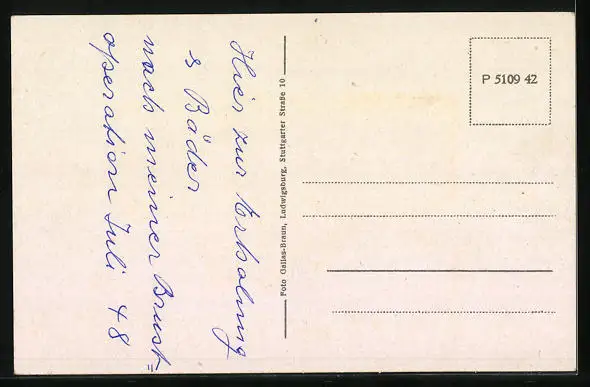 Hier zur Erholung
& Bäder
nach meiner Brust=
operation Juli 48
Foto Gallas-Braun, Ludwigsburg, Stuttgarter Straße 10
P 5109 42